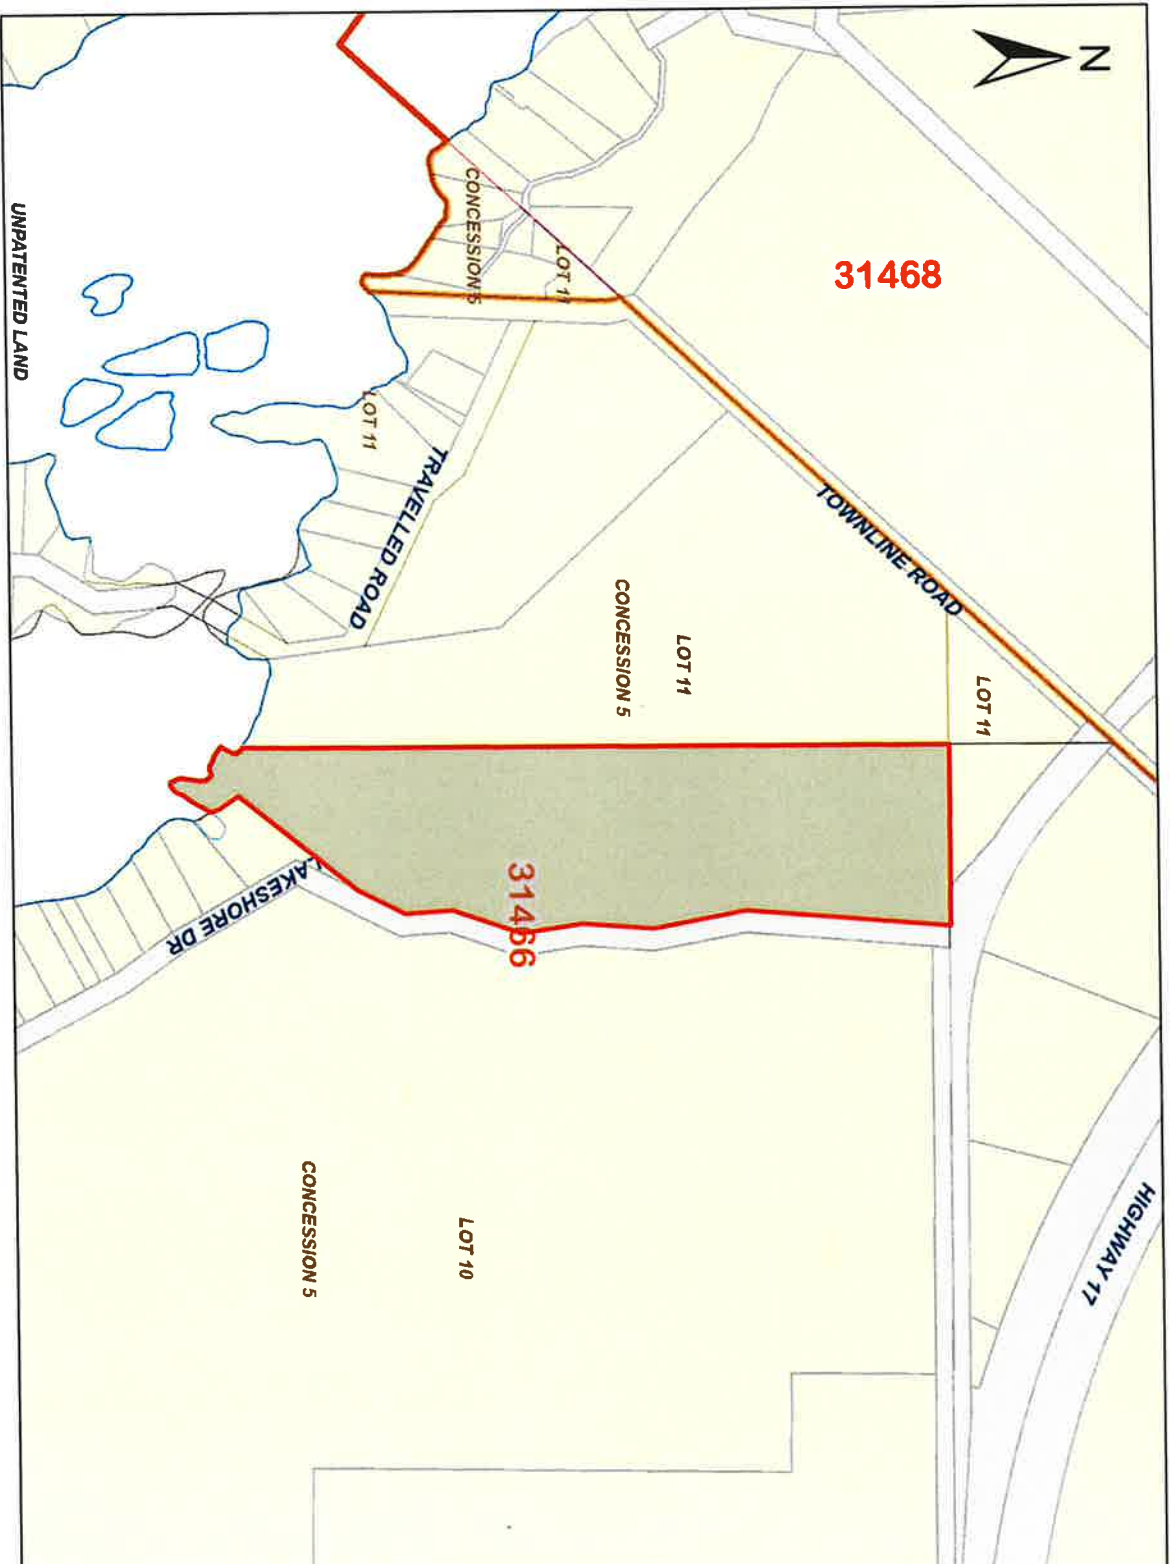 N
31468
CONCESSION 6
LOT 11
UNPATENTED LAND
LOT 11
TRAVELLED ROAD
TOWNLINE ROAD
CONCESSION 5
LOT 11
LOT 11
31466
LAKESHORE DR
CONCESSION 5
LOT 10
HIGHWAY 17